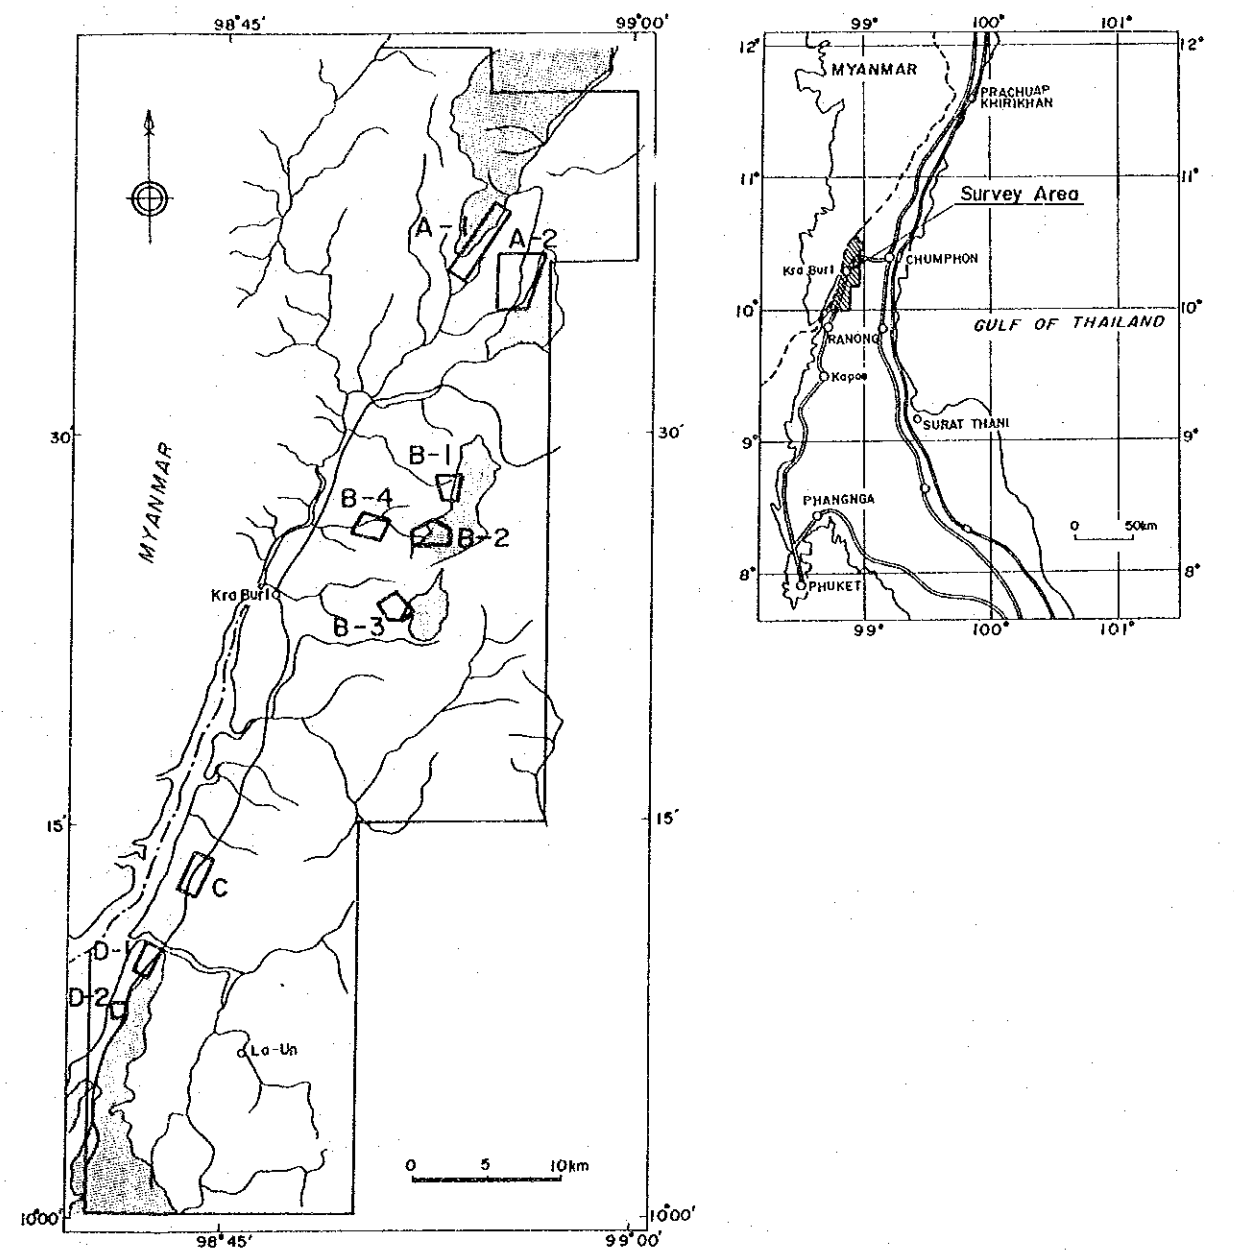 98°45′
99°00′
A-1
A-2
30′
30′
MYANMAR
B-1
B-4
B-2
Kra Buri
B-3
15′
15′
C
D-1
D-2
La-Un
0 5 10km
10°00′
10°00′
98°45′
99°00′
99° 100° 101°
12°
12°
MYANMAR
PRACHUAP
KHIRIKHAN
11°
11°
Survey Area
Kra Buri
CHUMPHON
10°
10°
GULF OF THAILAND
RANONG
Kapoe
SURAT THANI
9°
9°
PHANGNGA
0 50km
8°
8°
PHUKET
99° 100° 101°